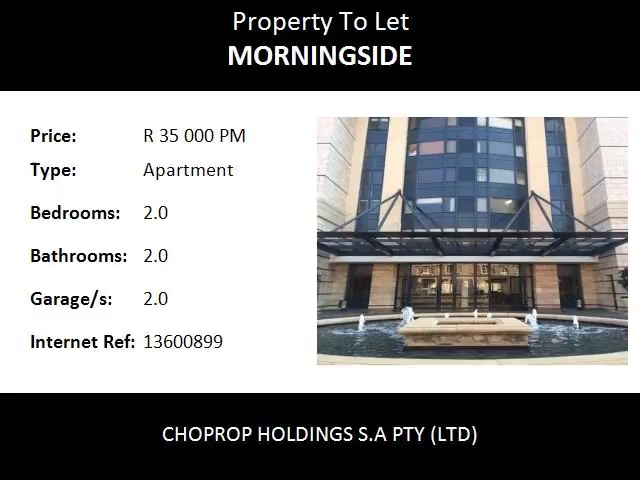 Property To Let
MORNINGSIDE
Price: R 35 000 PM
Type: Apartment
Bedrooms: 2.0
Bathrooms: 2.0
Garage/s: 2.0
Internet Ref: 13600899
CHOPROP HOLDINGS S.A PTY (LTD)